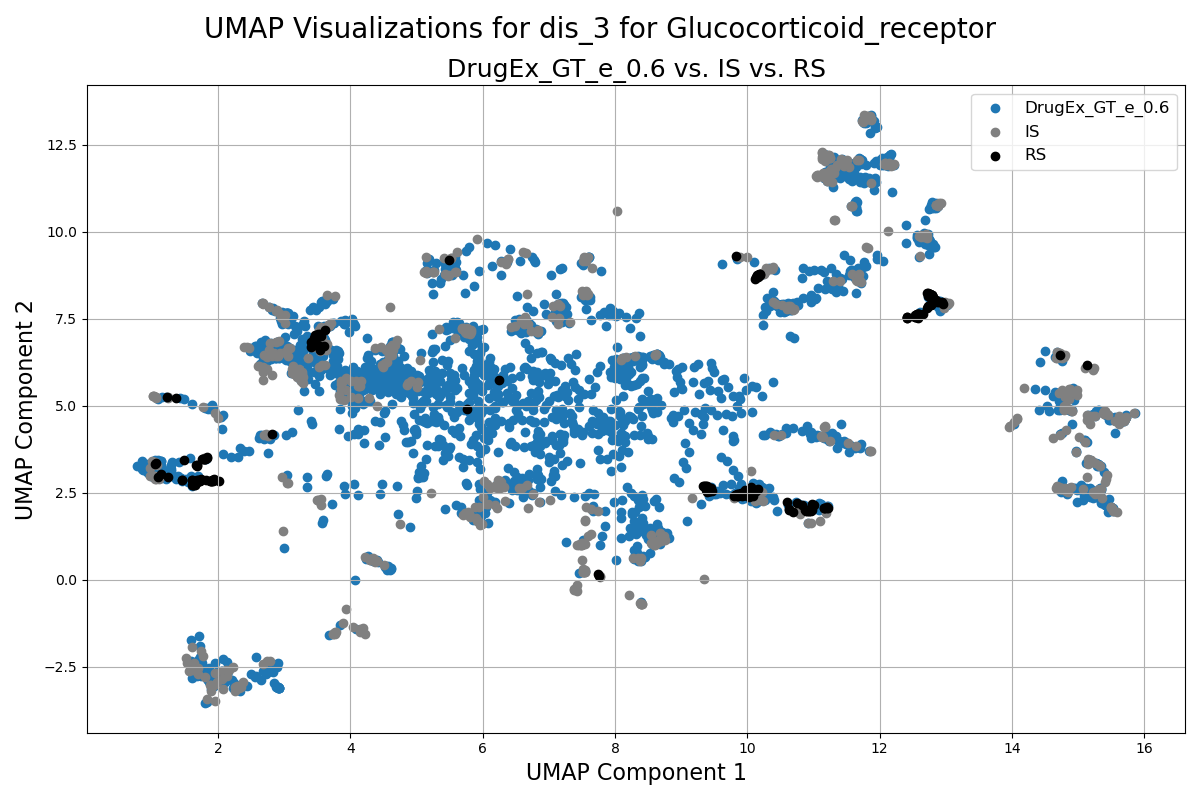 UMAP Visualizations for dis_3 for Glucocorticoid_receptor
DrugEx_GT_e_0.6 vs. IS vs. RS
DrugEx_GT_e_0.6
IS
RS
UMAP Component 2
12.5
10.0
7.5
5.0
2.5
0.0
−2.5
2 4 6 8 10 12 14 16
UMAP Component 1